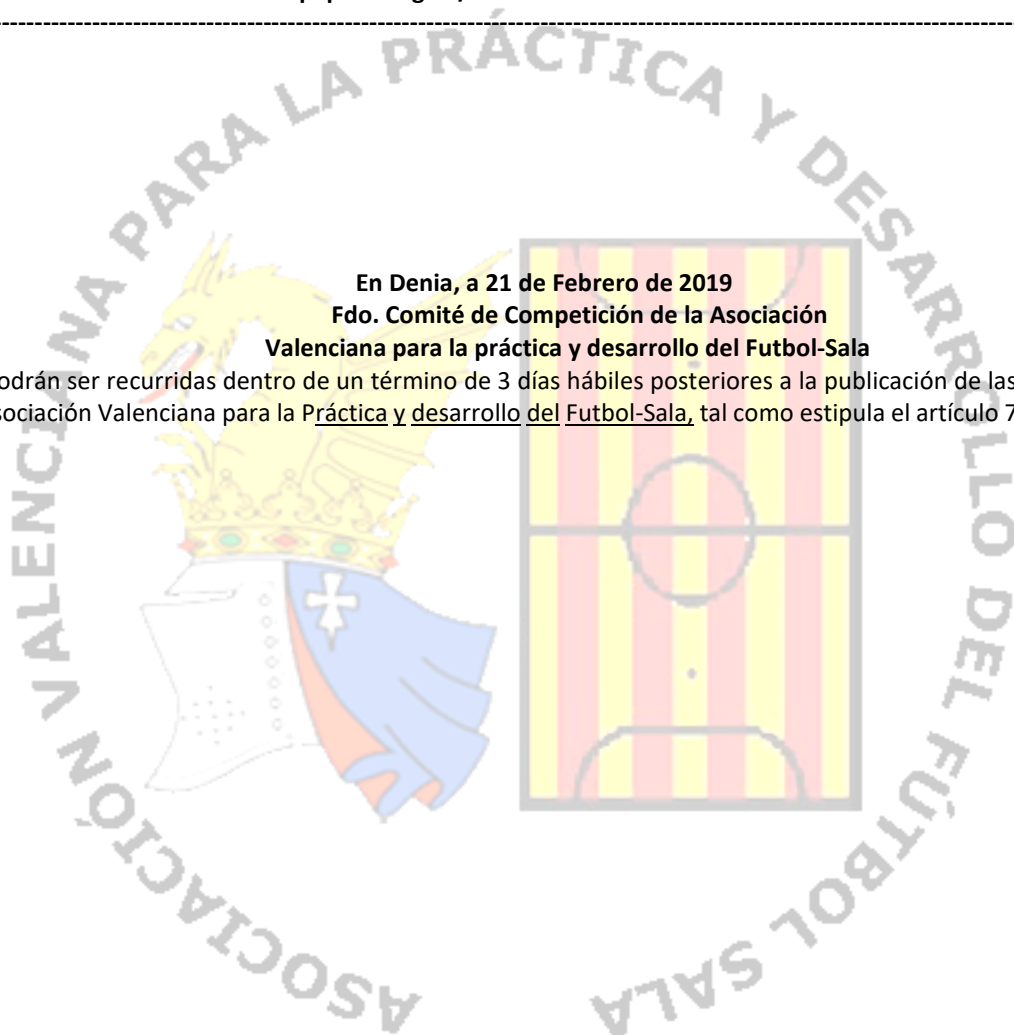 En Denia, a 21 de Febrero de 2019
Fdo. Comité de Competición de la Asociación
Valenciana para la práctica y desarrollo del Futbol-Sala
odrán ser recurridas dentro de un término de 3 días hábiles posteriores a la publicación de las
sociación Valenciana para la Práctica y desarrollo del Futbol-Sala, tal como estipula el artículo 7
ASOCIACIÓN VALENCIANA PARA LA PRÁCTICA Y DESARROLLO DEL FÚTBOL SALA